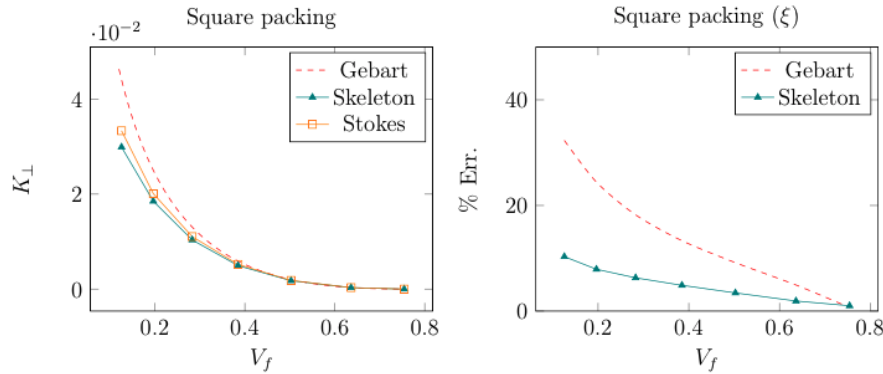 Square packing
·10⁻²
Gebart
Skeleton
Stokes
4
2
0
K⊥
0.2 0.4 0.6 0.8
V_f
Square packing (ξ)
Gebart
Skeleton
40
20
0
% Err.
0.2 0.4 0.6 0.8
V_f